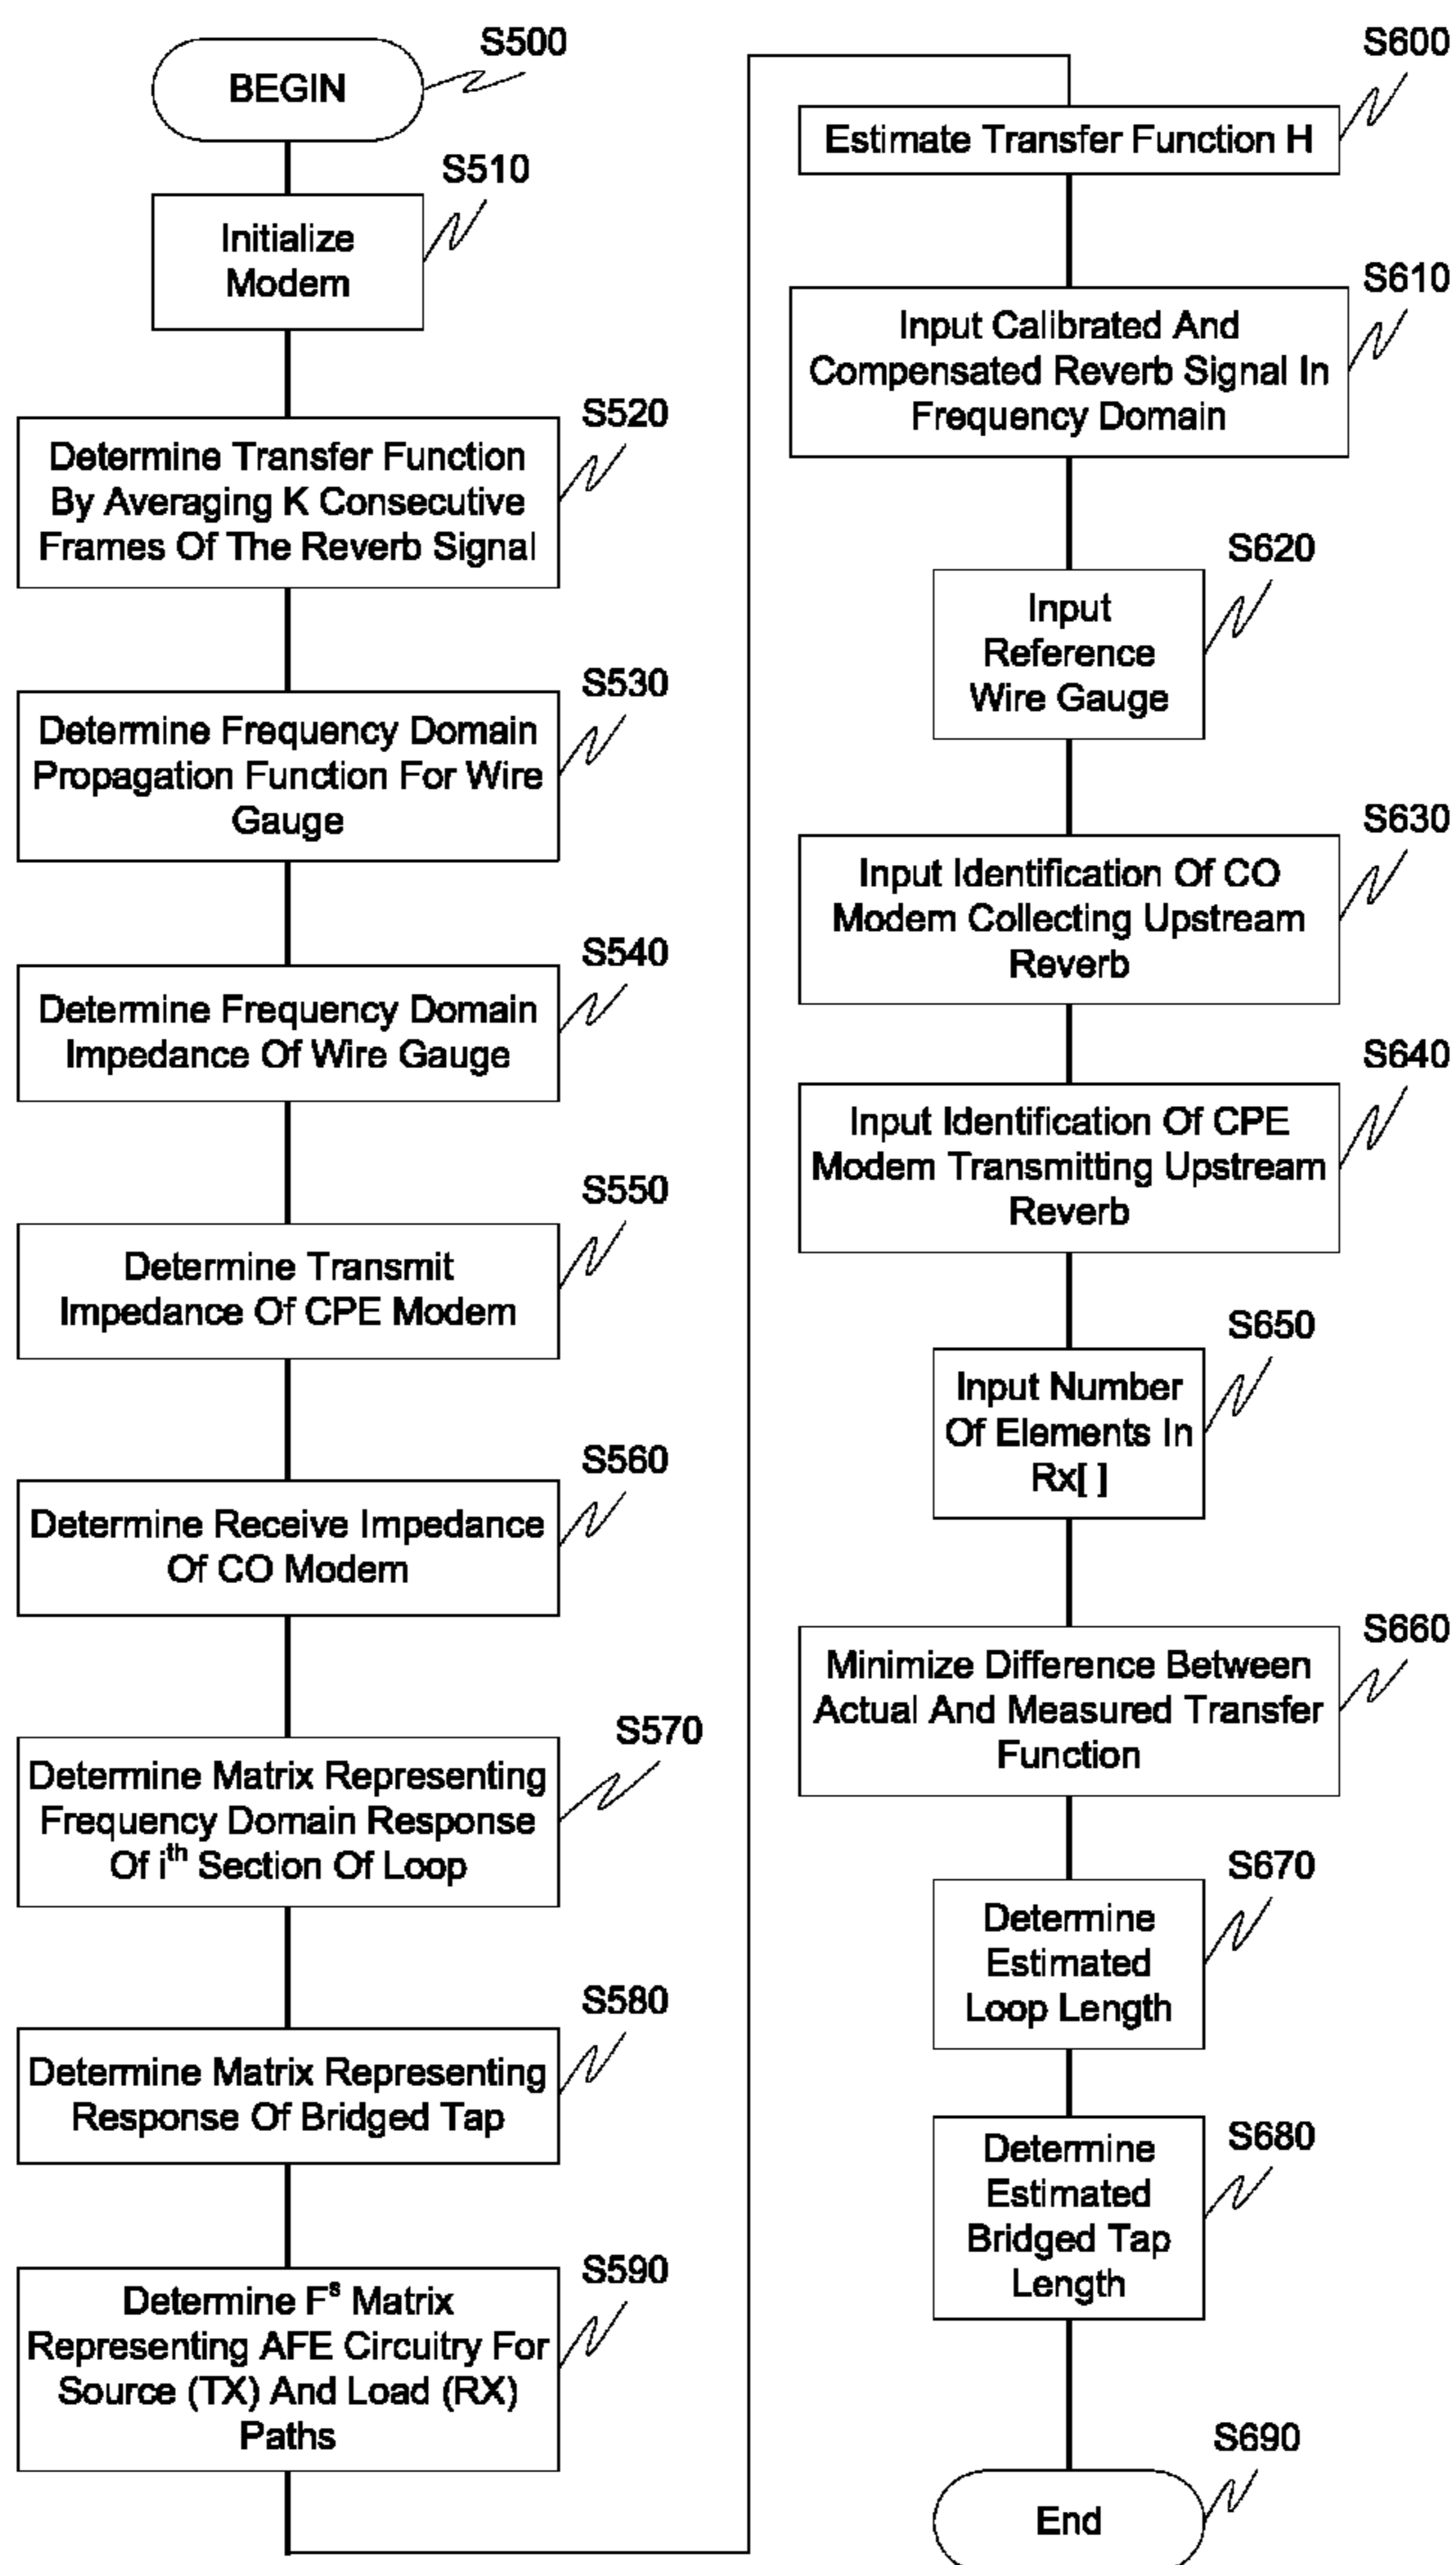 S500
BEGIN
S510
Initialize
Modem
S520
Determine Transfer Function
By Averaging K Consecutive
Frames Of The Reverb Signal
S530
Determine Frequency Domain
Propagation Function For Wire
Gauge
S540
Determine Frequency Domain
Impedance Of Wire Gauge
S550
Determine Transmit
Impedance Of CPE Modem
S560
Determine Receive Impedance
Of CO Modem
S570
Determine Matrix Representing
Frequency Domain Response
Of iᵗʰ Section Of Loop
S580
Determine Matrix Representing
Response Of Bridged Tap
S590
Determine Fˢ Matrix
Representing AFE Circuitry For
Source (TX) And Load (RX)
Paths
S600
Estimate Transfer Function H
S610
Input Calibrated And
Compensated Reverb Signal In
Frequency Domain
S620
Input
Reference
Wire Gauge
S630
Input Identification Of CO
Modem Collecting Upstream
Reverb
S640
Input Identification Of CPE
Modem Transmitting Upstream
Reverb
S650
Input Number
Of Elements In
Rx[ ]
S660
Minimize Difference Between
Actual And Measured Transfer
Function
S670
Determine
Estimated
Loop Length
S680
Determine
Estimated
Bridged Tap
Length
S690
End